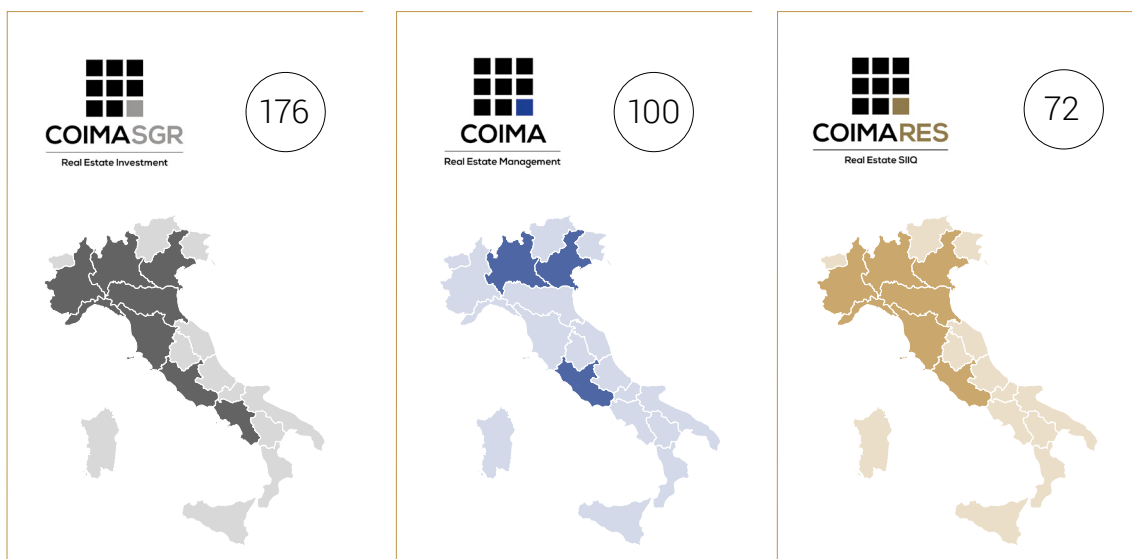 COIMASGR
Real Estate Investment
176
COIMA
Real Estate Management
100
COIMARES
Real Estate SIIQ
72